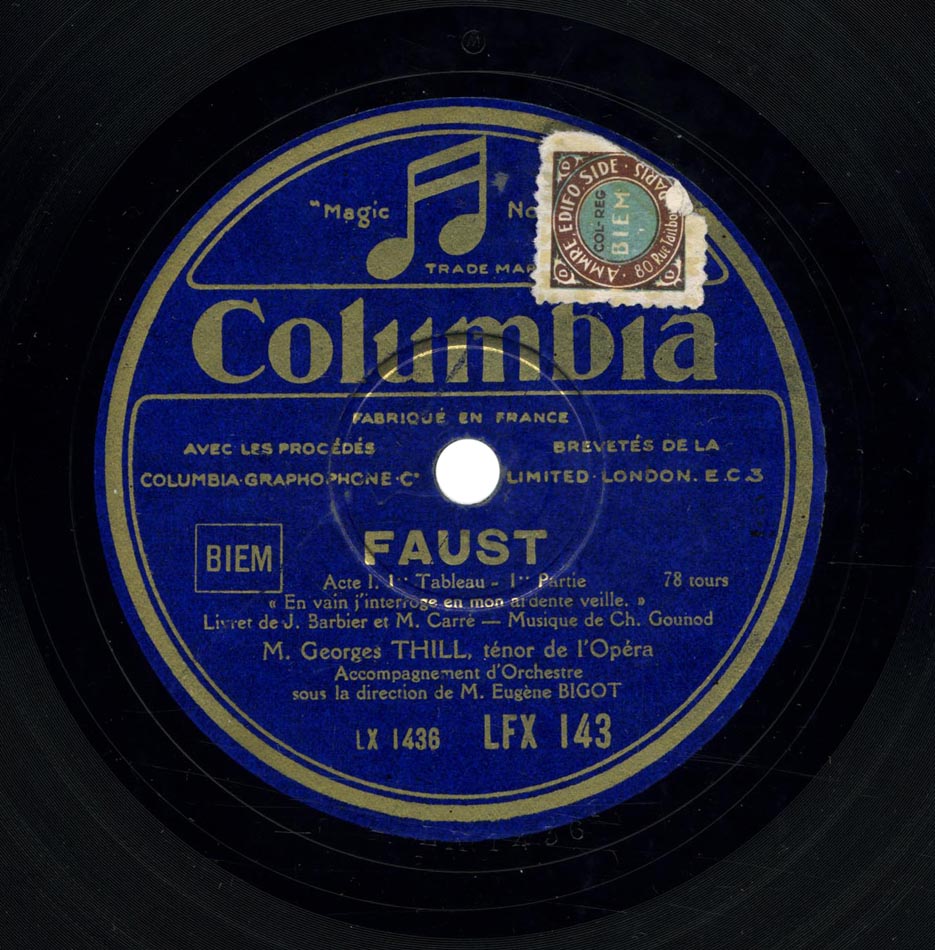 M
"Magic
No
TRADE MAR
AMMRE. EDIFO. SIDE · PARIS
80 Rue Taitbo
COL-REG
BIEM
Columbia
FABRIQUÉ EN FRANCE
AVEC LES PROCÉDÉS BREVETÉS DE LA
COLUMBIA·GRAPHOPHONE·Cº LIMITED·LONDON. E.C.3
BIEM
FAUST
Acte I. 1er Tableau - 1re Partie 78 tours
« En vain j'interroge en mon ardente veille. »
Livret de J. Barbier et M. Carré — Musique de Ch. Gounod
M. Georges THILL, ténor de l'Opéra
Accompagnement d'Orchestre
sous la direction de M. Eugène BIGOT
LX 1436 LFX 143